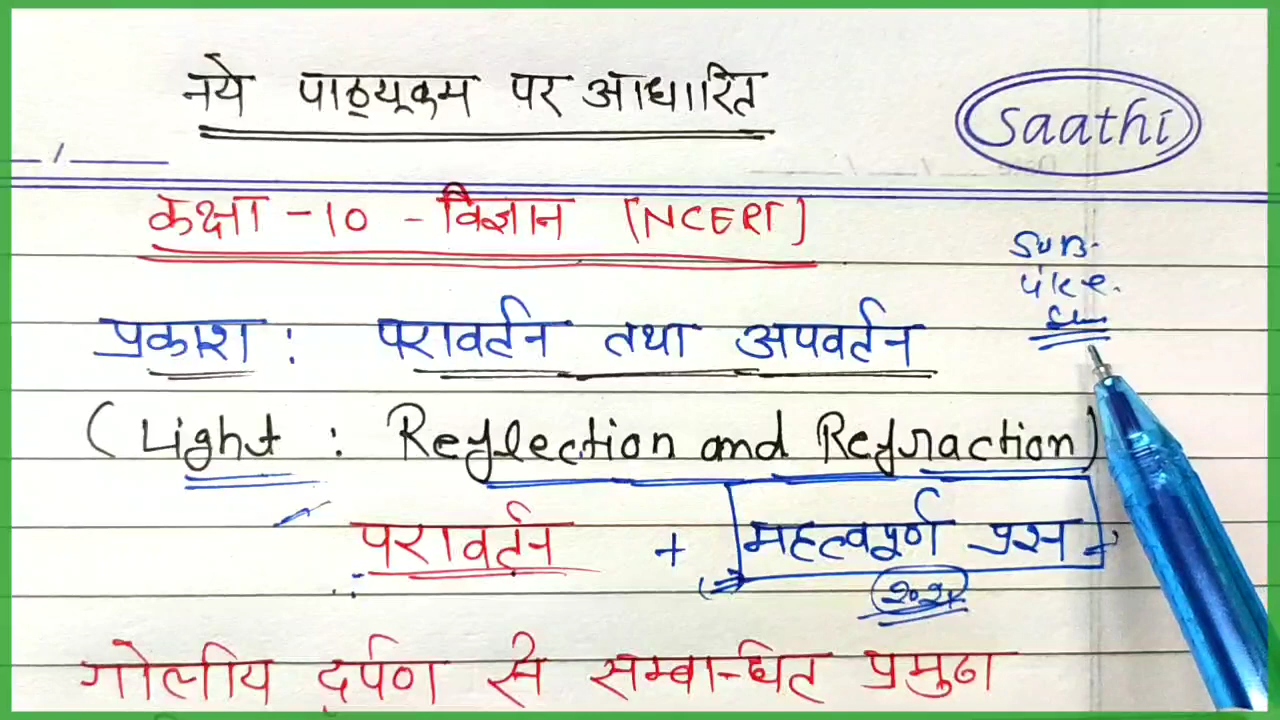 नये पाठ्यक्रम पर आधारित
saathi
कक्षा -10 - विज्ञान [NCERT]
प्रकाश : परावर्तन तथा अपवर्तन
(Light : Reflection and Refraction)
परावर्तन + महत्वपूर्ण प्रश्न
गोलीय दर्पण से सम्बन्धित प्रमुख